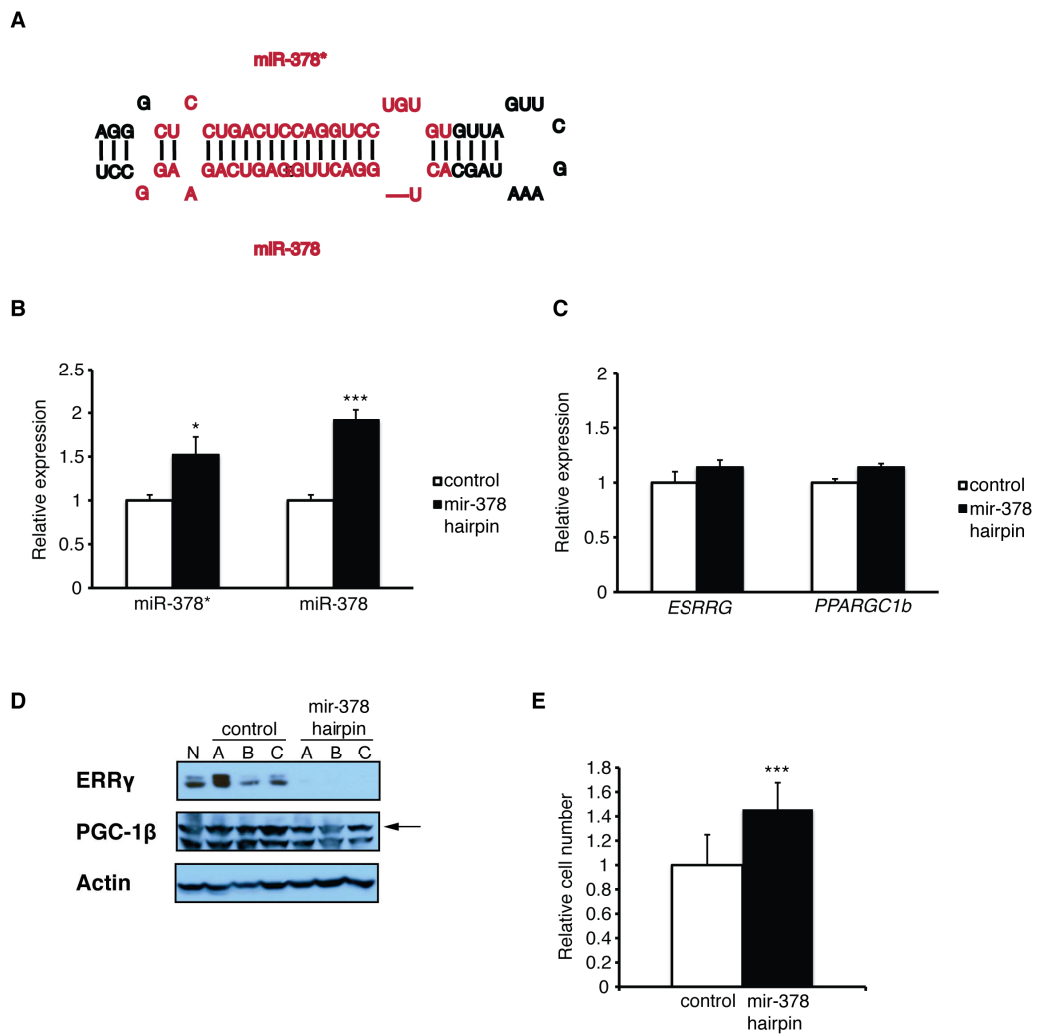 A
miR-378*
G C UGU GUU
AGG CU CUGACUCCAGGUCC GU GUUA C
UCC GA GACUGAGGUUCAGG CA CGAU G
G A —U AAA
miR-378
B
2.5
2
1.5
1
0.5
0
Relative expression
*
***
miR-378*
miR-378
control
mir-378
hairpin
C
2
1.5
1
0.5
0
Relative expression
ESRRG
PPARGC1b
control
mir-378
hairpin
D
mir-378
control hairpin
N A B C A B C
ERRγ
PGC-1β
Actin
E
1.8
1.6
1.4
1.2
1
0.8
0.6
0.4
0.2
0
Relative cell number
***
control mir-378
hairpin